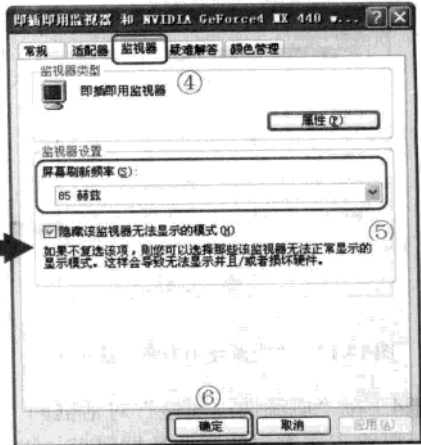 即插即用监视器 和 NVIDIA GeForce4 MX 440 w...
常规 适配器 监视器 疑难解答 颜色管理
监视器类型
即插即用监视器
④
属性(P)
监视器设置
屏幕刷新频率(S):
85 赫兹
隐藏该监视器无法显示的模式(H)
⑤
如果不复选该项，则您可以选择那些该监视器无法正常显示的
显示模式。这样会导致无法显示并且/或者损坏硬件。
⑥
确定 取消 应用(A)